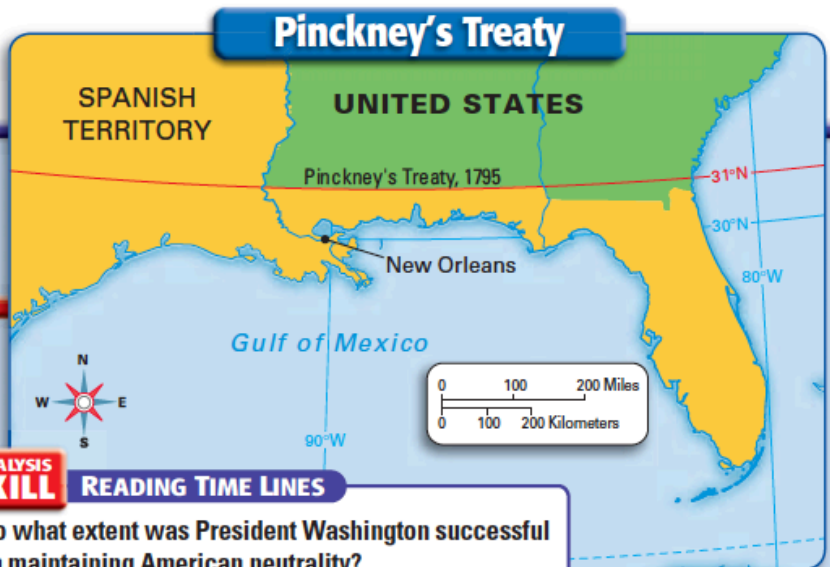 Pinckney's Treaty
SPANISH
TERRITORY
UNITED STATES
Pinckney's Treaty, 1795
31°N
30°N
New Orleans
80°W
Gulf of Mexico
N
W
E
S
0 100 200 Miles
0 100 200 Kilometers
90°W
ALYSIS
KILL
READING TIME LINES
o what extent was President Washington successful
maintaining American neutrality?